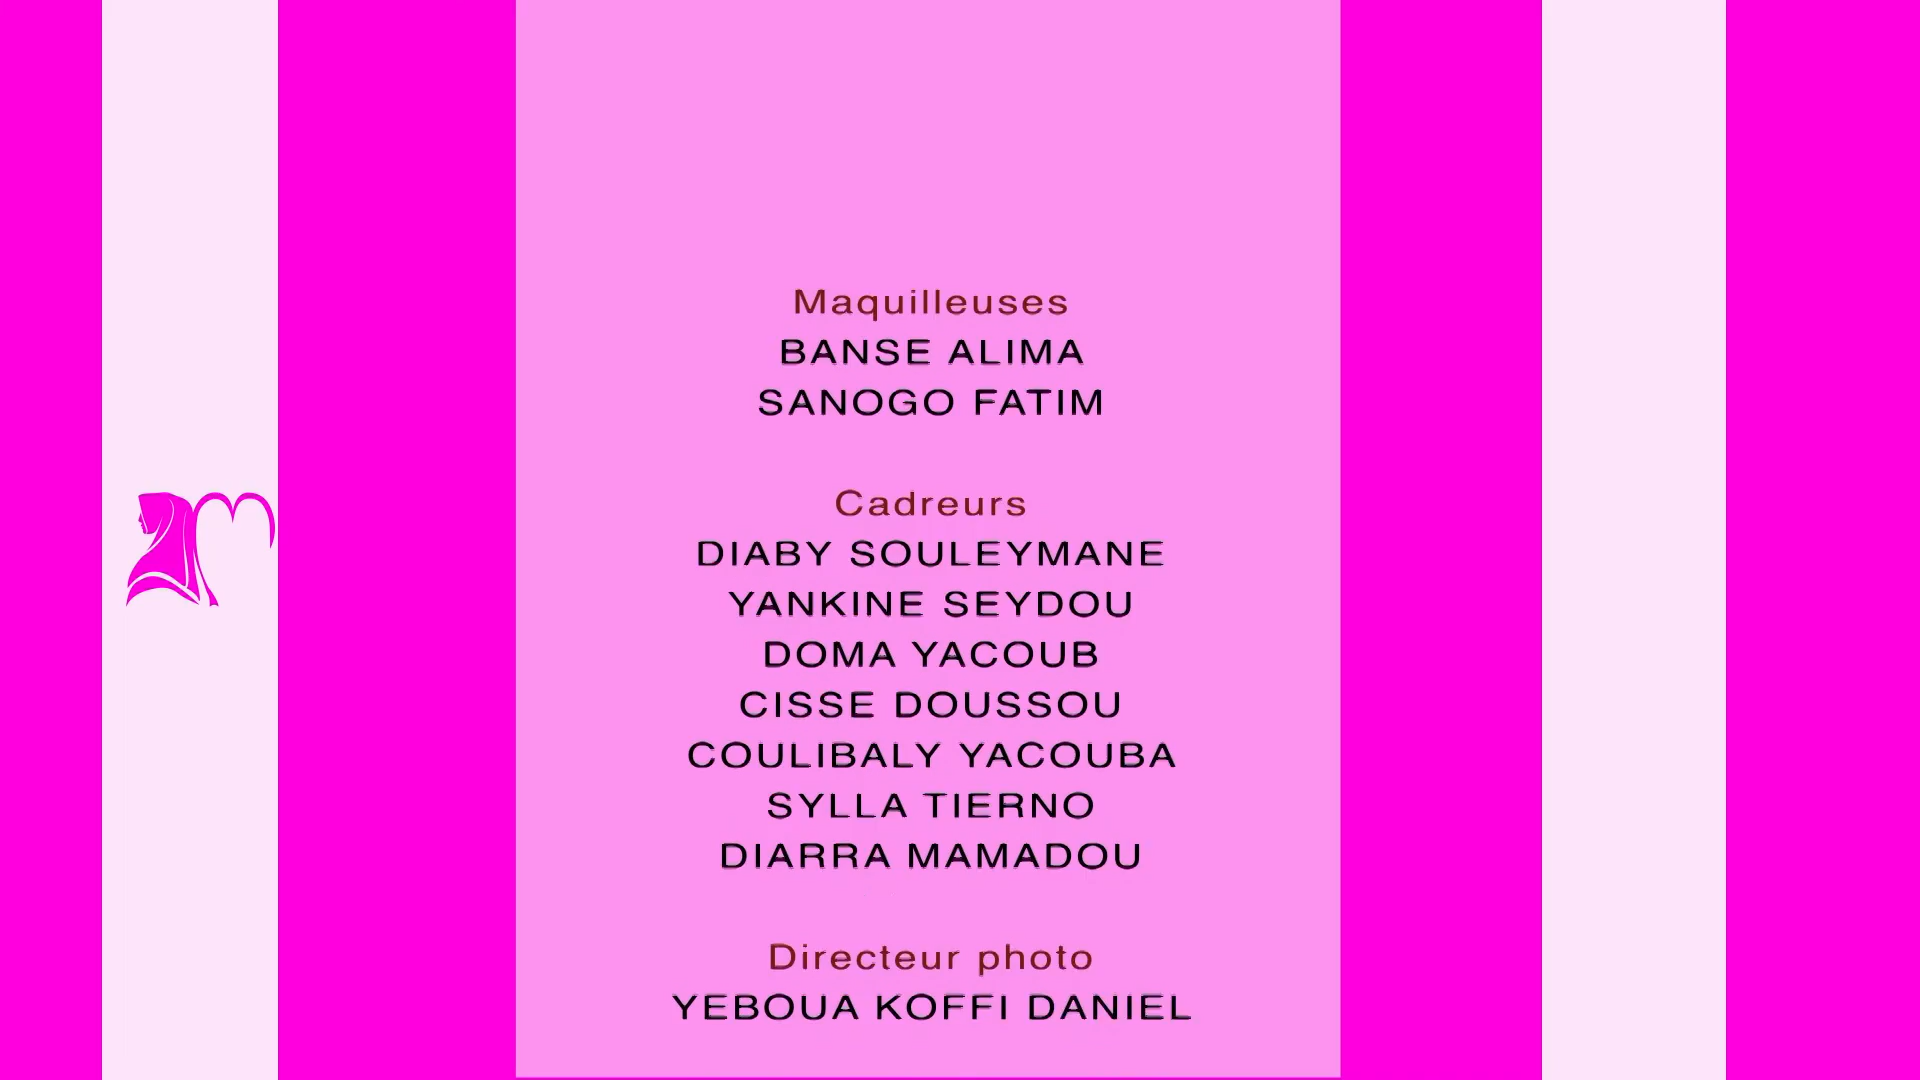 Maquilleuses
BANSE ALIMA
SANOGO FATIM
Cadreurs
DIABY SOULEYMANE
YANKINE SEYDOU
DOMA YACOUB
CISSE DOUSSOU
COULIBALY YACOUBA
SYLLA TIERNO
DIARRA MAMADOU
Directeur photo
YEBOUA KOFFI DANIEL